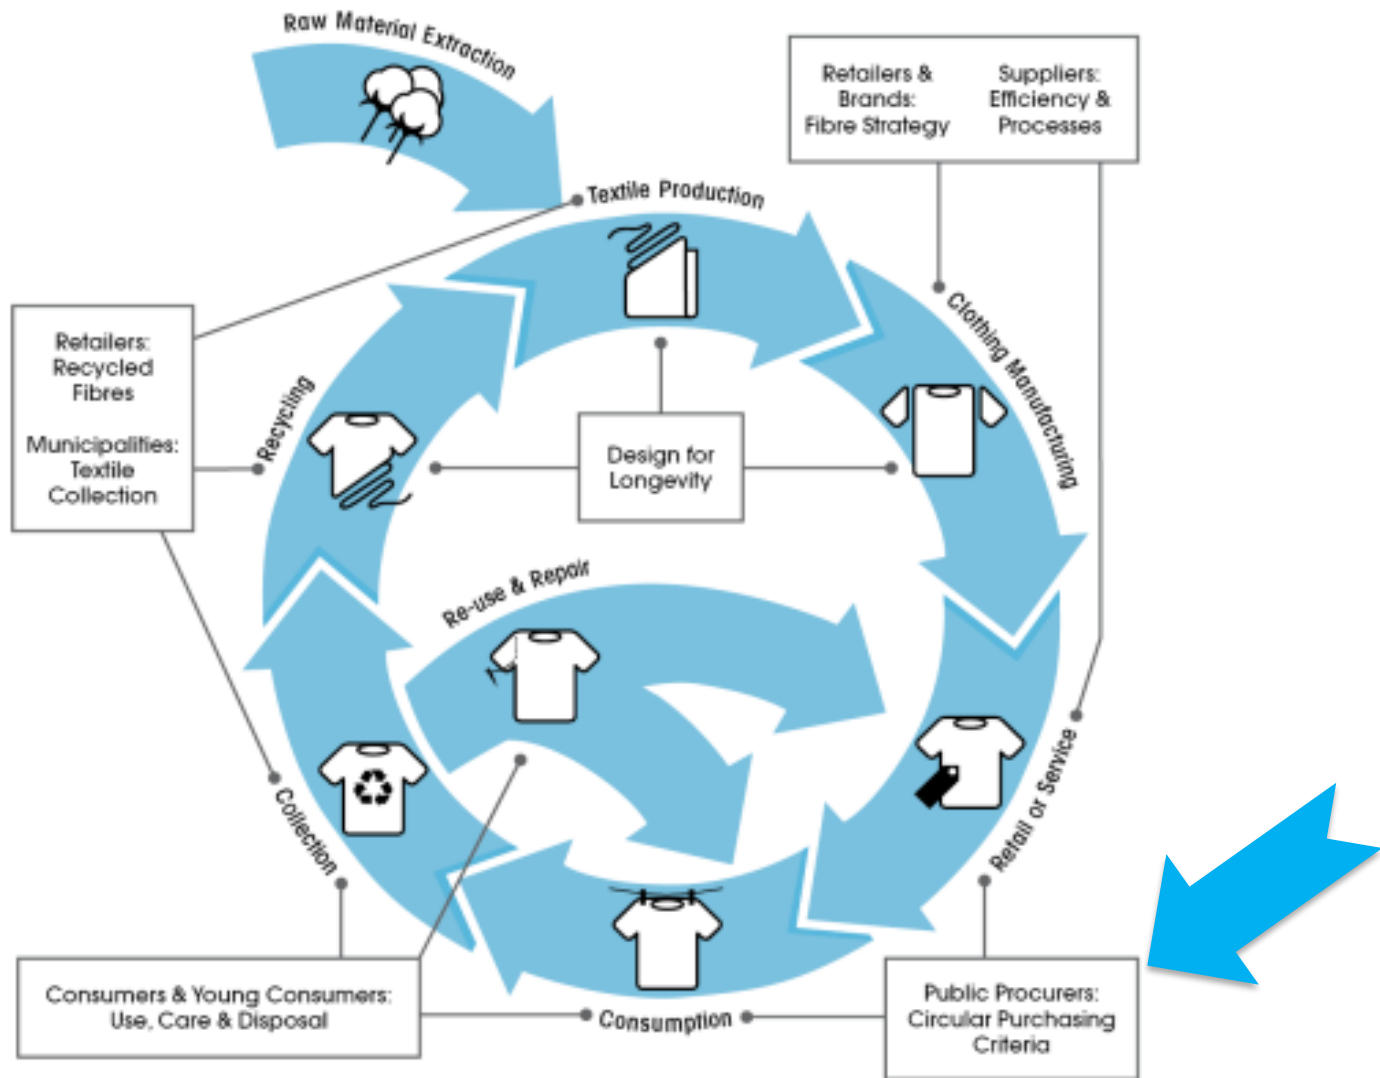 Raw Material Extraction
Retailers &
Brands:
Fibre Strategy
Suppliers:
Efficiency &
Processes
Textile Production
Clothing Manufacturing
Retailers:
Recycled
Fibres
Municipalities:
Textile
Collection
Recycling
Design for
Longevity
Re-use & Repair
Retail or Service
Collection
Consumers & Young Consumers:
Use, Care & Disposal
Consumption
Public Procurers:
Circular Purchasing
Criteria